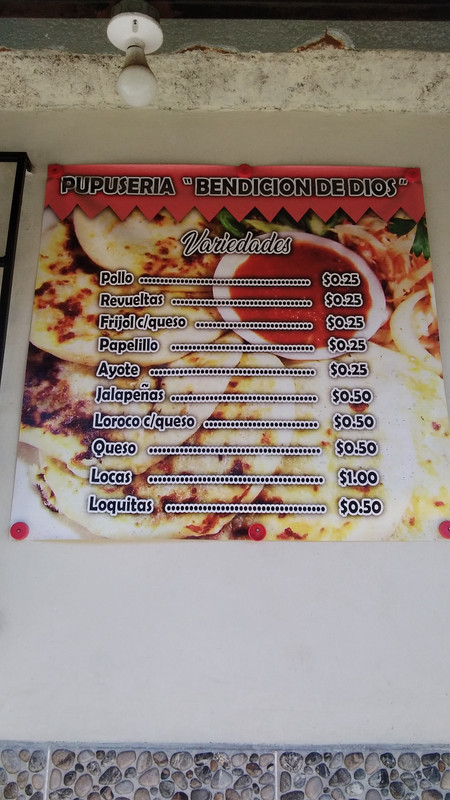 PUPUSERIA "BENDICION DE DIOS"
Variedades
Pollo $0.25
Revueltas $0.25
Frijol c/queso $0.25
Papelillo $0.25
Ayote $0.25
Jalapeñas $0.50
Loroco c/queso $0.50
Queso $0.50
Locas $1.00
Loquitas $0.50